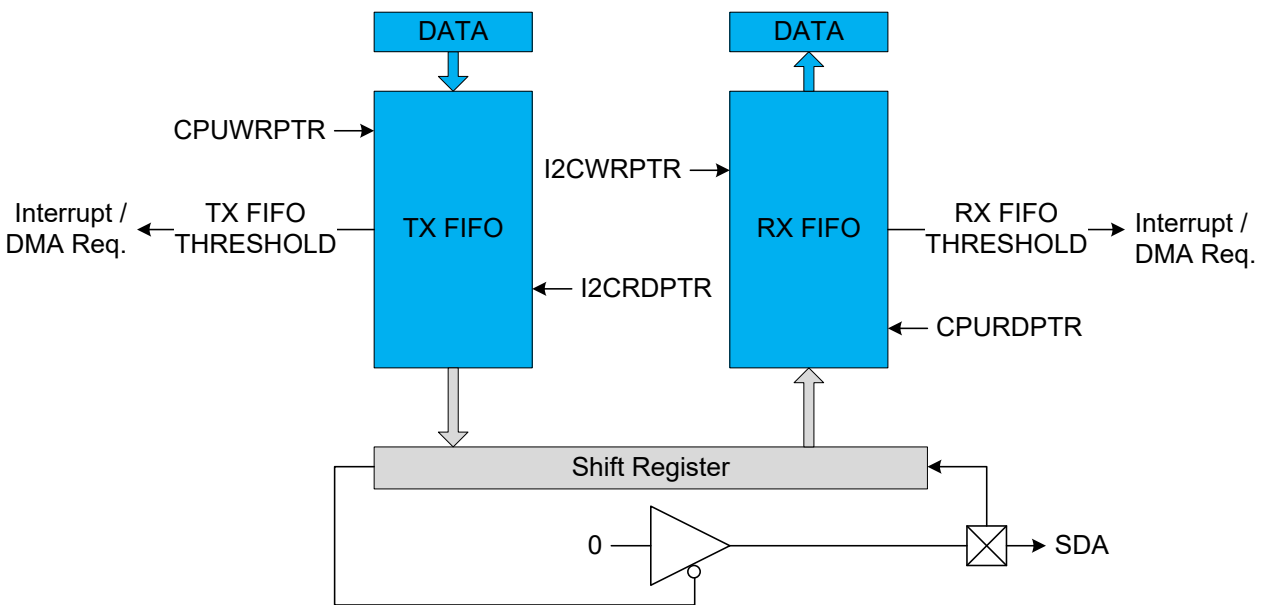 DATA
DATA
CPUWRPTR
I2CWRPTR
Interrupt /
DMA Req.
TX FIFO
THRESHOLD
TX FIFO
RX FIFO
RX FIFO
THRESHOLD
Interrupt /
DMA Req.
I2CRDPTR
CPURDPTR
Shift Register
0
SDA